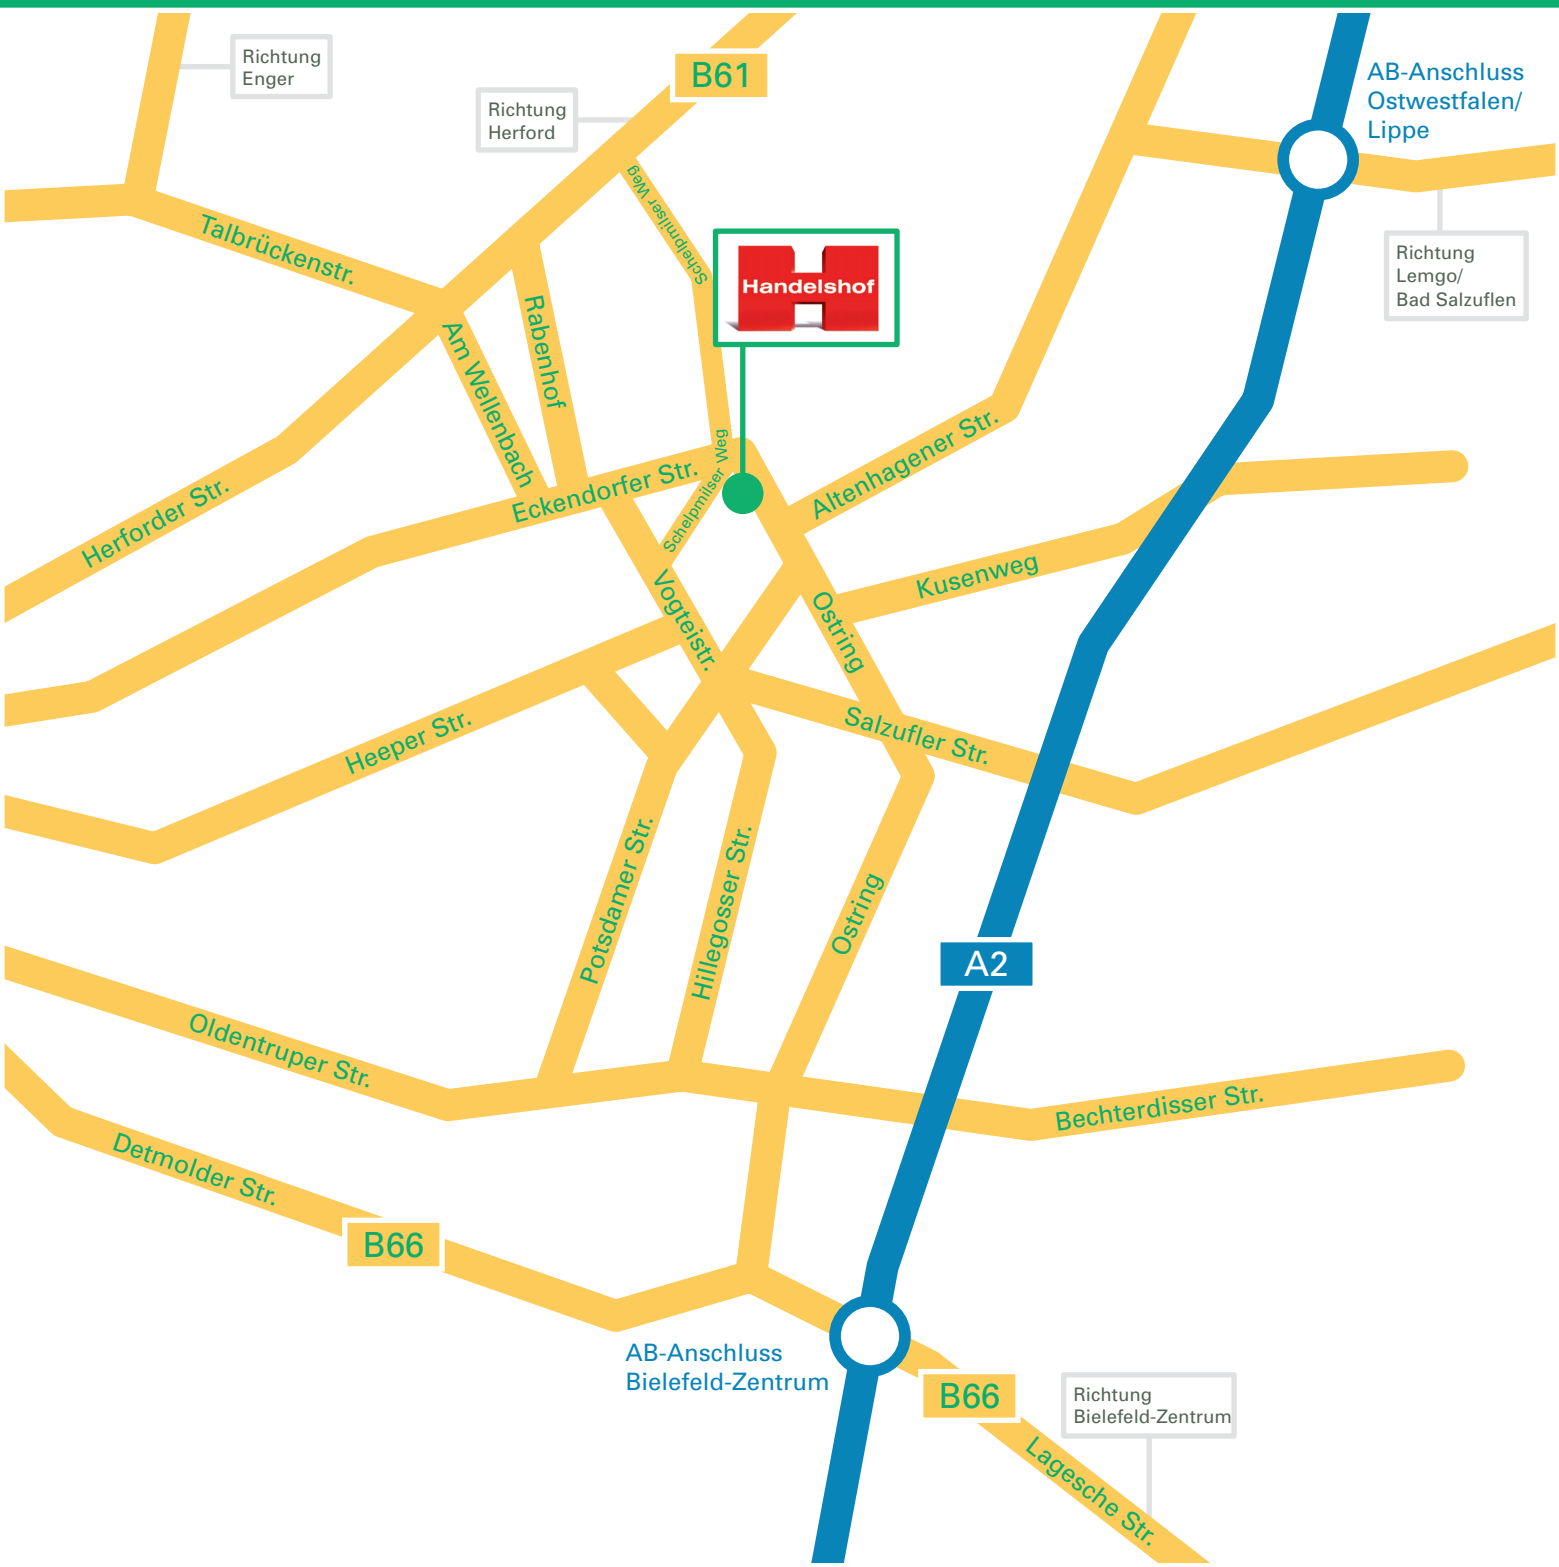 Richtung
Enger
B61
Richtung
Herford
AB-Anschluss
Ostwestfalen/
Lippe
Schelpmilser Weg
Talbrückenstr.
Handelshof
Richtung
Lemgo/
Bad Salzuflen
Rabenhof
Am Wellenbach
Altenhagener Str.
Eckendorfer Str.
Schelpmilser Weg
Herforder Str.
Kusenweg
Vogteistr.
Ostring
Heeper Str.
Salzufler Str.
Potsdamer Str.
Hillegosser Str.
Ostring
A2
Oldentruper Str.
Bechterdisser Str.
Detmolder Str.
B66
AB-Anschluss
Bielefeld-Zentrum
B66
Richtung
Bielefeld-Zentrum
Lagesche Str.